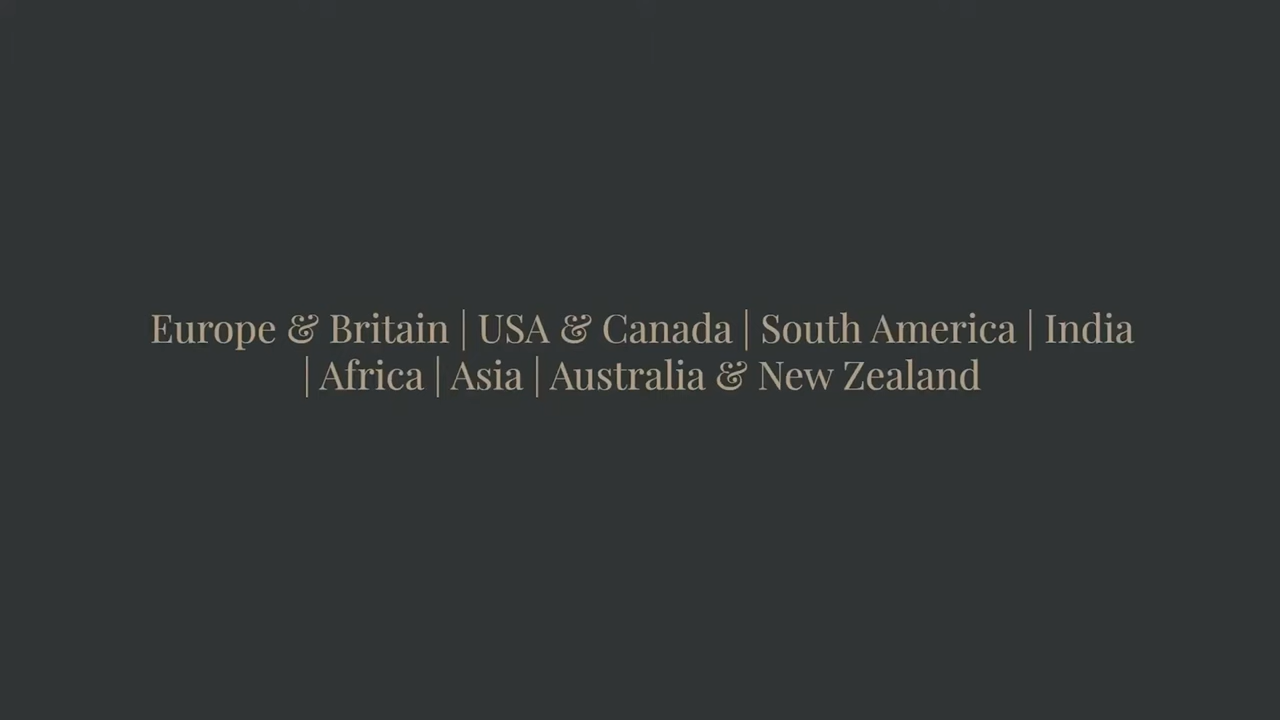 Europe & Britain | USA & Canada | South America | India
| Africa | Asia | Australia & New Zealand